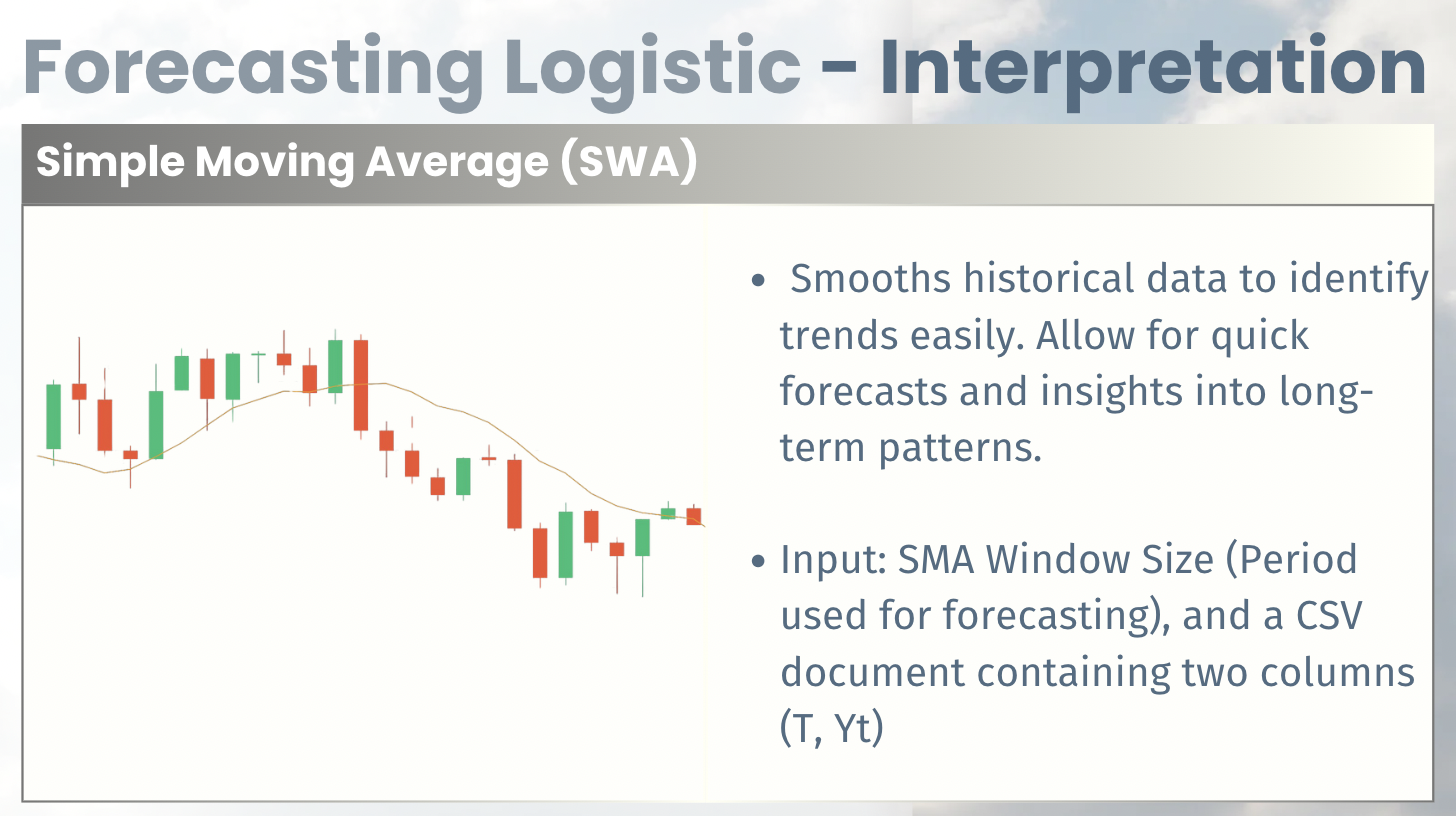 Forecasting Logistic - Interpretation
Simple Moving Average (SWA)
• Smooths historical data to identify
trends easily. Allow for quick
forecasts and insights into long-
term patterns.
• Input: SMA Window Size (Period
used for forecasting), and a CSV
document containing two columns
(T, Yt)